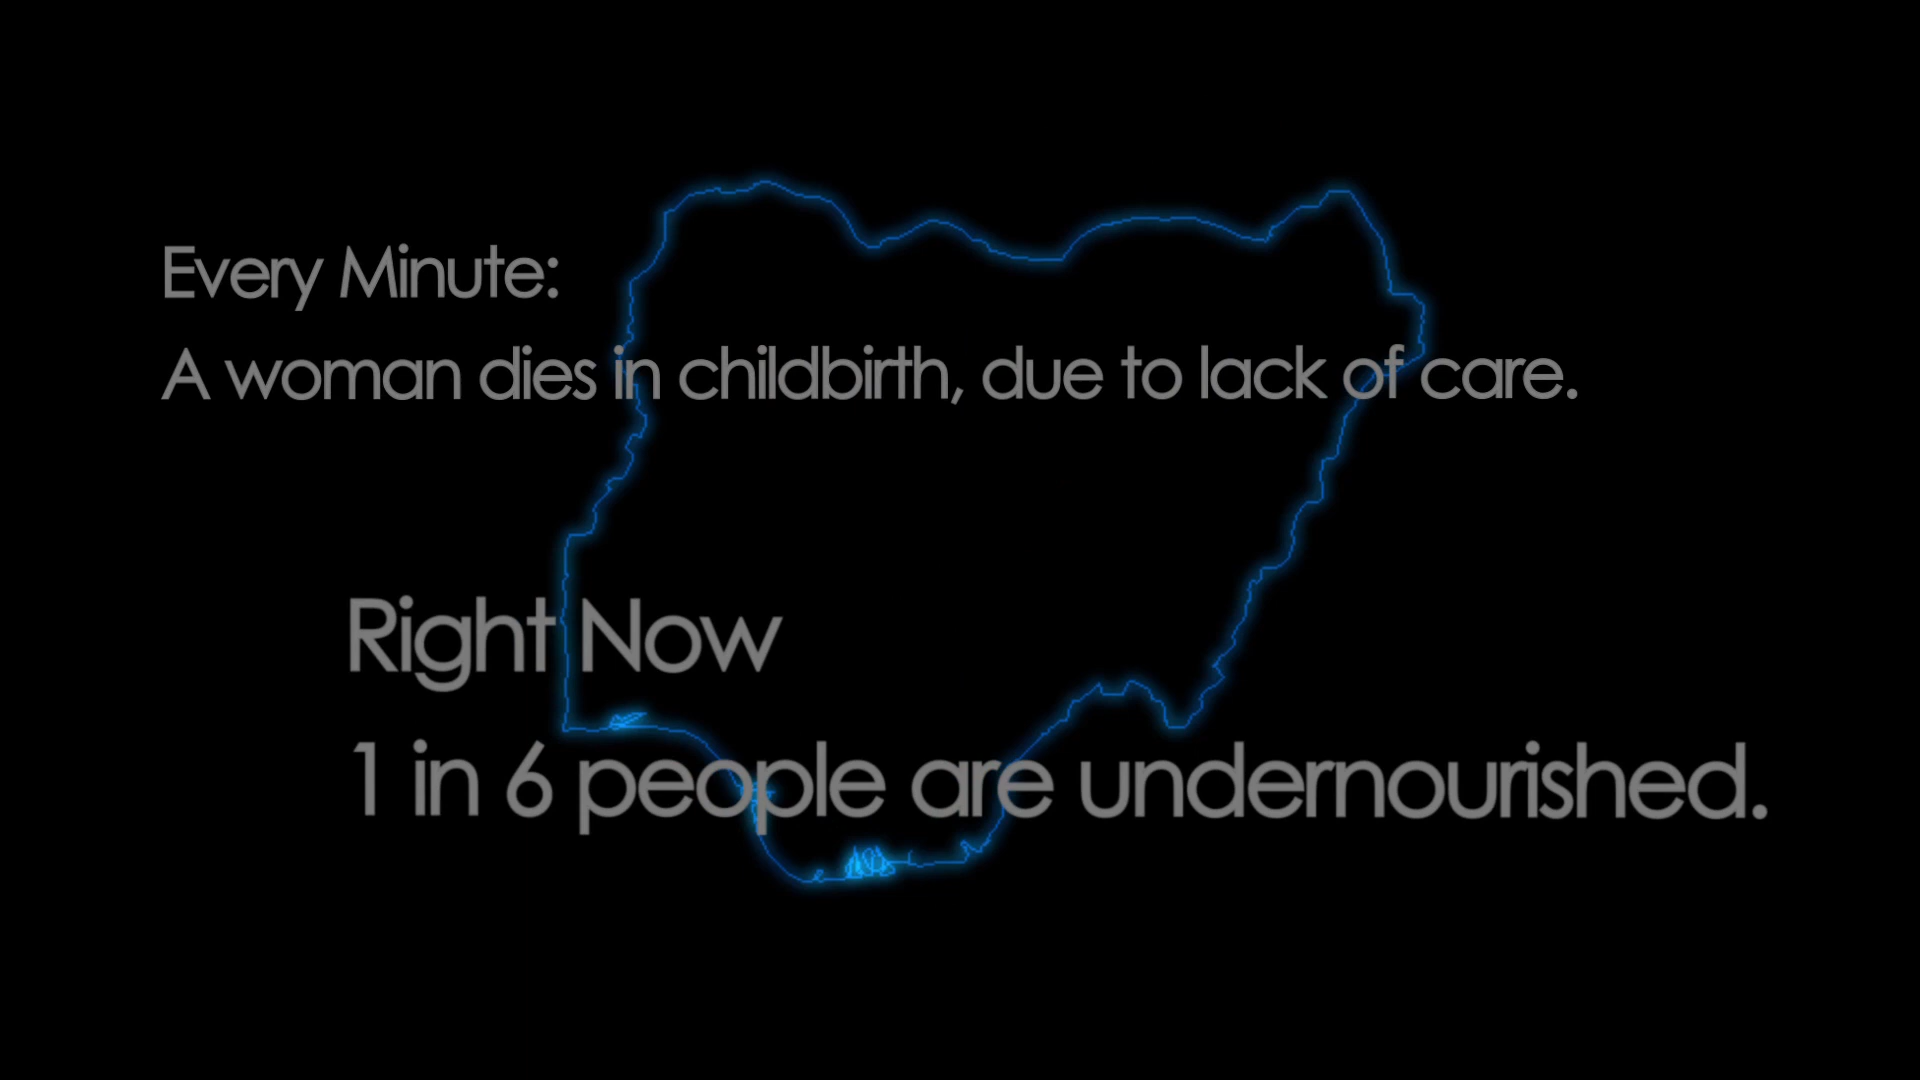 Every Minute:
A woman dies in childbirth, due to lack of care.
Right Now
1 in 6 people are undernourished.